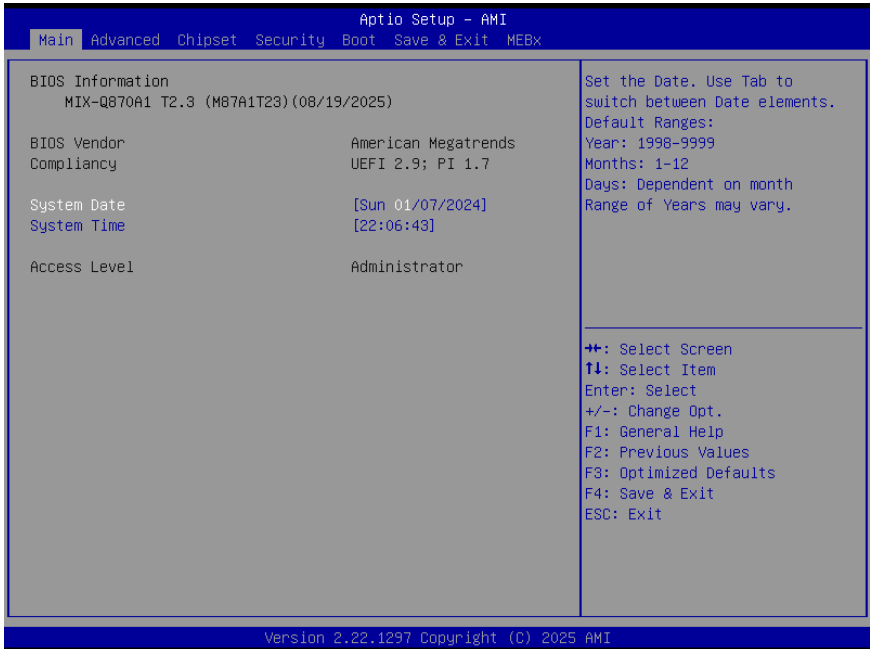 Aptio Setup – AMI
Main Advanced Chipset Security Boot Save & Exit MEBx
BIOS Information
MIX-Q870A1 T2.3 (M87A1T23)(08/19/2025)
BIOS Vendor American Megatrends
Compliancy UEFI 2.9; PI 1.7
System Date [Sun 01/07/2024]
System Time [22:06:43]
Access Level Administrator
Set the Date. Use Tab to
switch between Date elements.
Default Ranges:
Year: 1998-9999
Months: 1-12
Days: Dependent on month
Range of Years may vary.
→←: Select Screen
↑↓: Select Item
Enter: Select
+/-: Change Opt.
F1: General Help
F2: Previous Values
F3: Optimized Defaults
F4: Save & Exit
ESC: Exit
Version 2.22.1297 Copyright (C) 2025 AMI